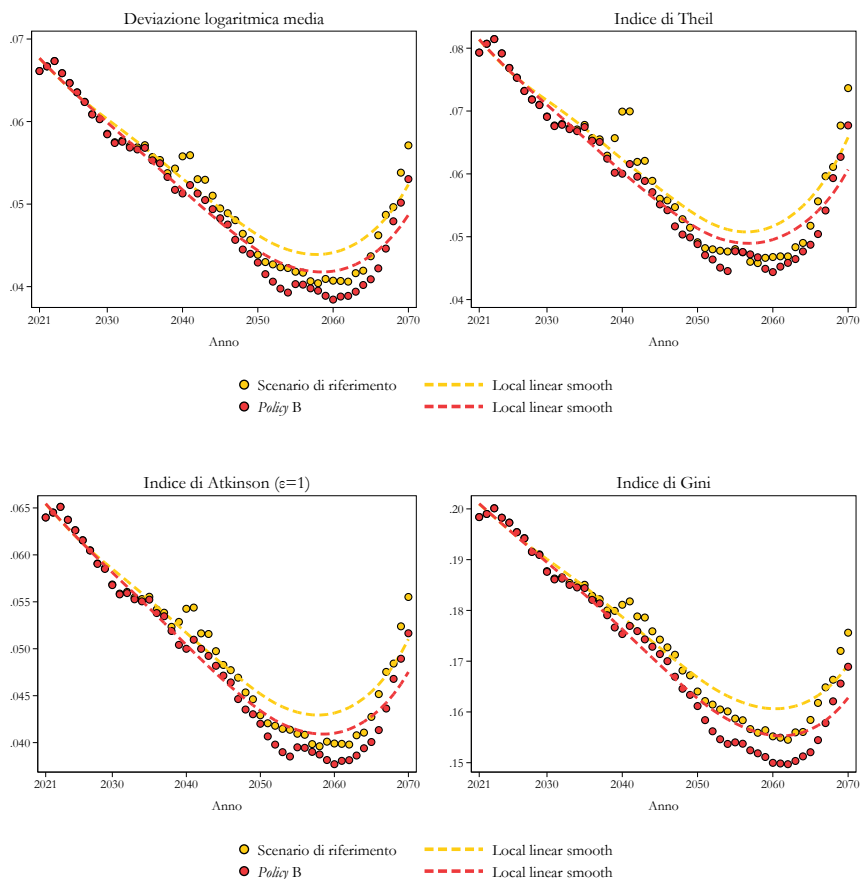 Deviazione logaritmica media
.07
.06
.05
.04
2021 2030 2040 2050 2060 2070
Anno
Indice di Theil
.08
.07
.06
.05
.04
2021 2030 2040 2050 2060 2070
Anno
Scenario di riferimento Local linear smooth
Policy B Local linear smooth
Indice di Atkinson (ε=1)
.065
.060
.055
.050
.045
.040
2021 2030 2040 2050 2060 2070
Anno
Indice di Gini
.20
.19
.18
.17
.16
.15
2021 2030 2040 2050 2060 2070
Anno
Scenario di riferimento Local linear smooth
Policy B Local linear smooth